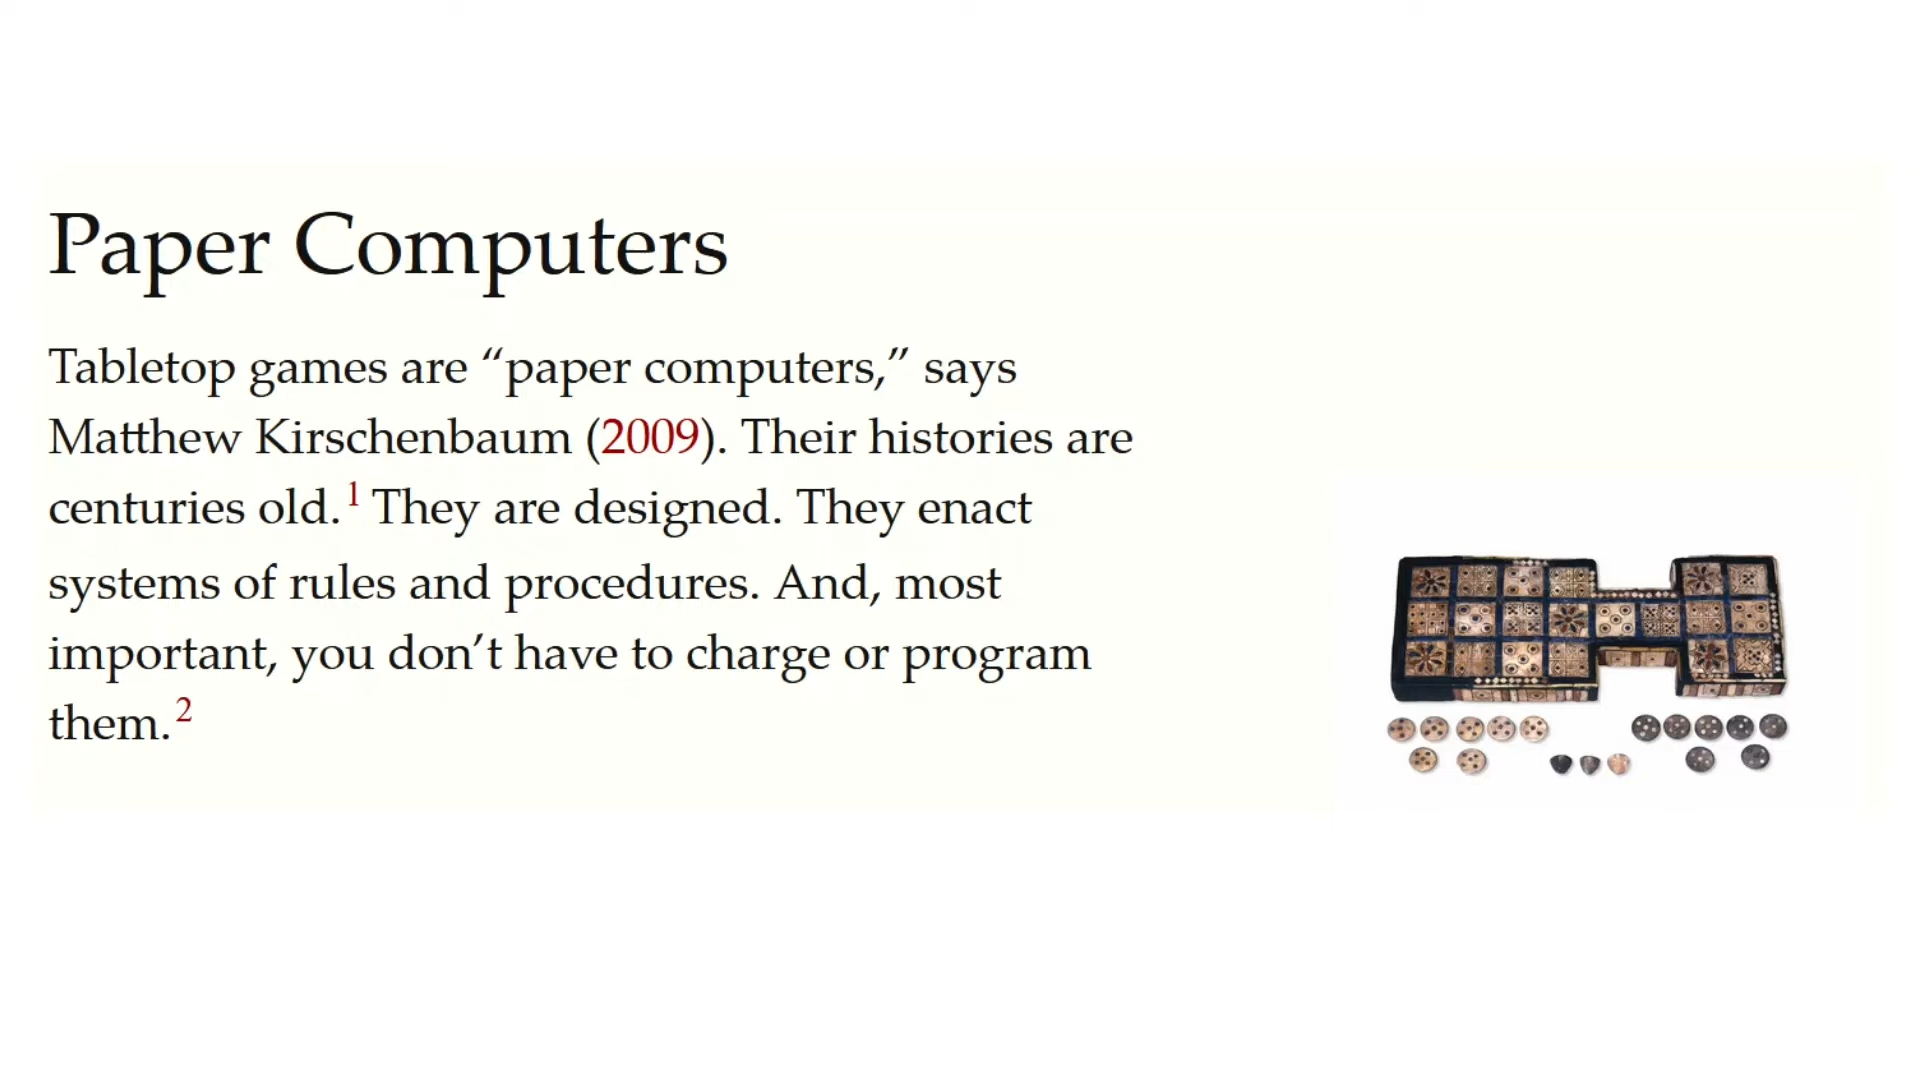 Paper Computers
Tabletop games are “paper computers,” says
Matthew Kirschenbaum (2009). Their histories are
centuries old.1 They are designed. They enact
systems of rules and procedures. And, most
important, you don’t have to charge or program
them.2